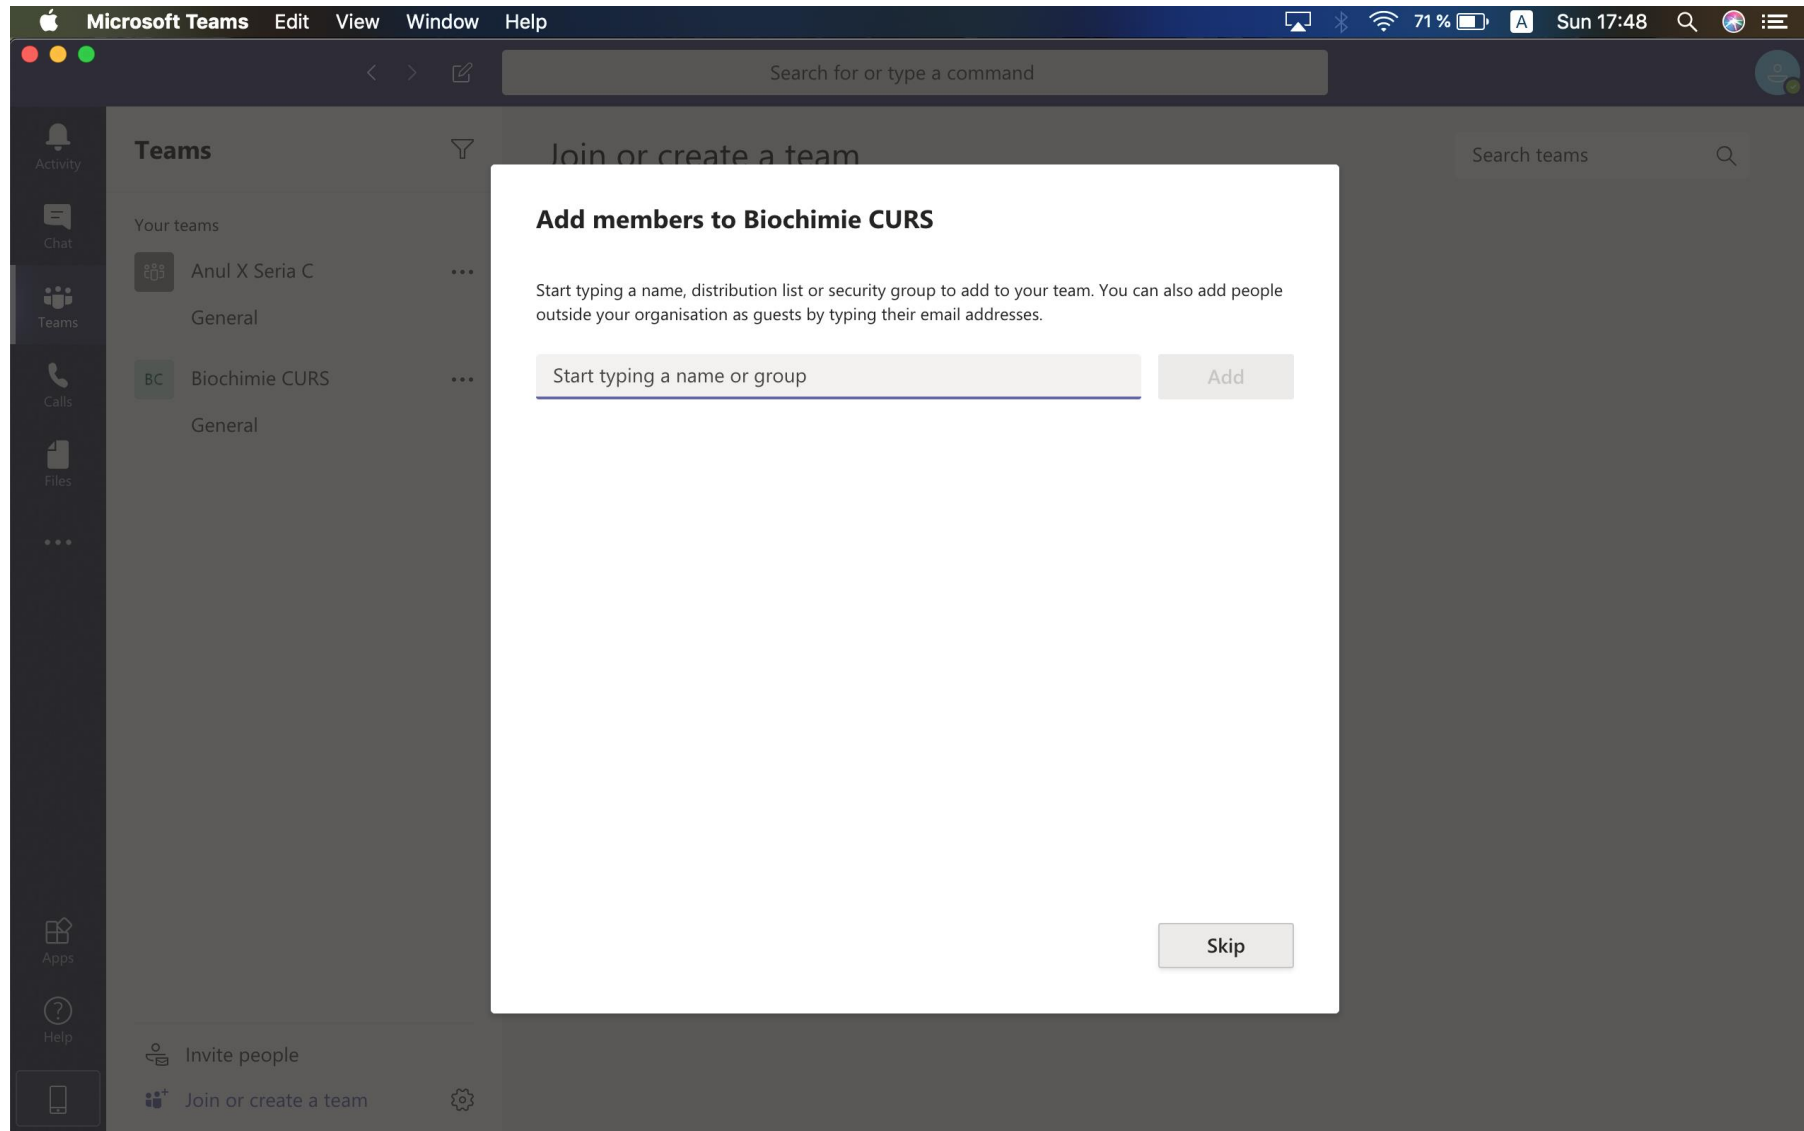 Microsoft Teams Edit View Window Help 71% A Sun 17:48
Search for or type a command
Activity
Chat
Teams
Calls
Files
Apps
Help
Teams
Your teams
Anul X Seria C
General
BC Biochimie CURS
General
Invite people
Join or create a team
Join or create a team
Search teams
Add members to Biochimie CURS
Start typing a name, distribution list or security group to add to your team. You can also add people
outside your organisation as guests by typing their email addresses.
Start typing a name or group
Add
Skip